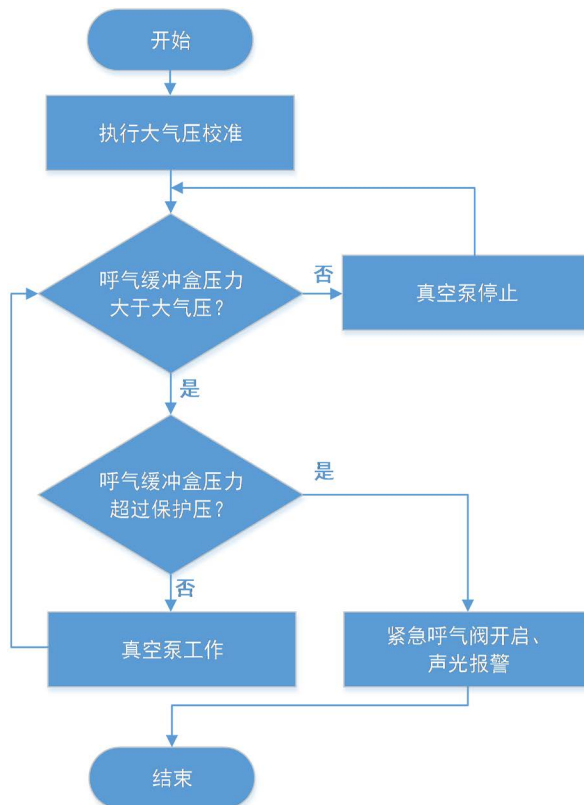 开始
执行大气压校准
呼气缓冲盒压力
大于大气压？
否
真空泵停止
是
呼气缓冲盒压力
超过保护压？
是
否
真空泵工作
紧急呼气阀开启、
声光报警
结束